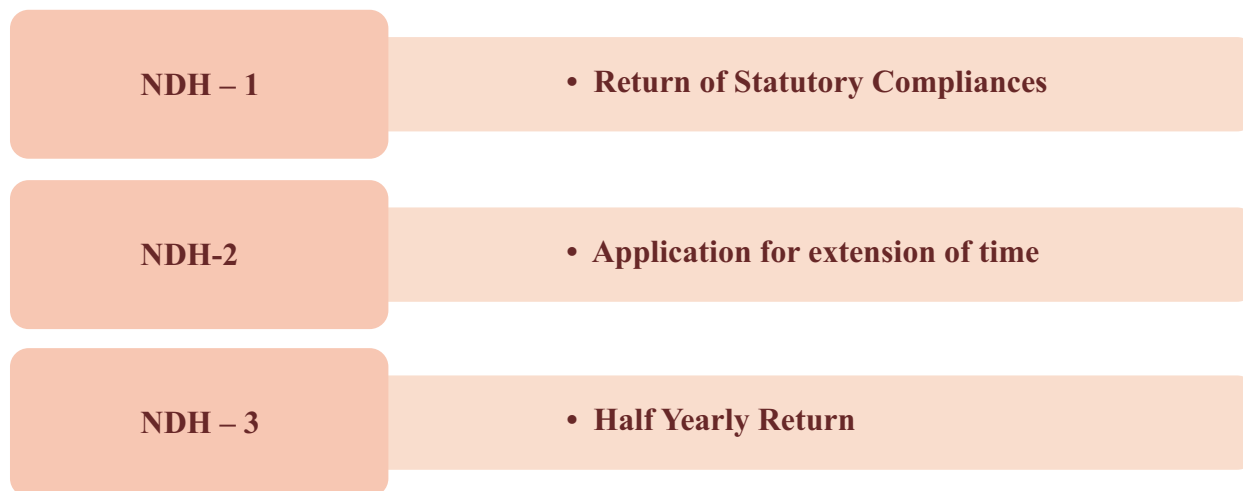 NDH – 1
• Return of Statutory Compliances
NDH-2
• Application for extension of time
NDH – 3
• Half Yearly Return